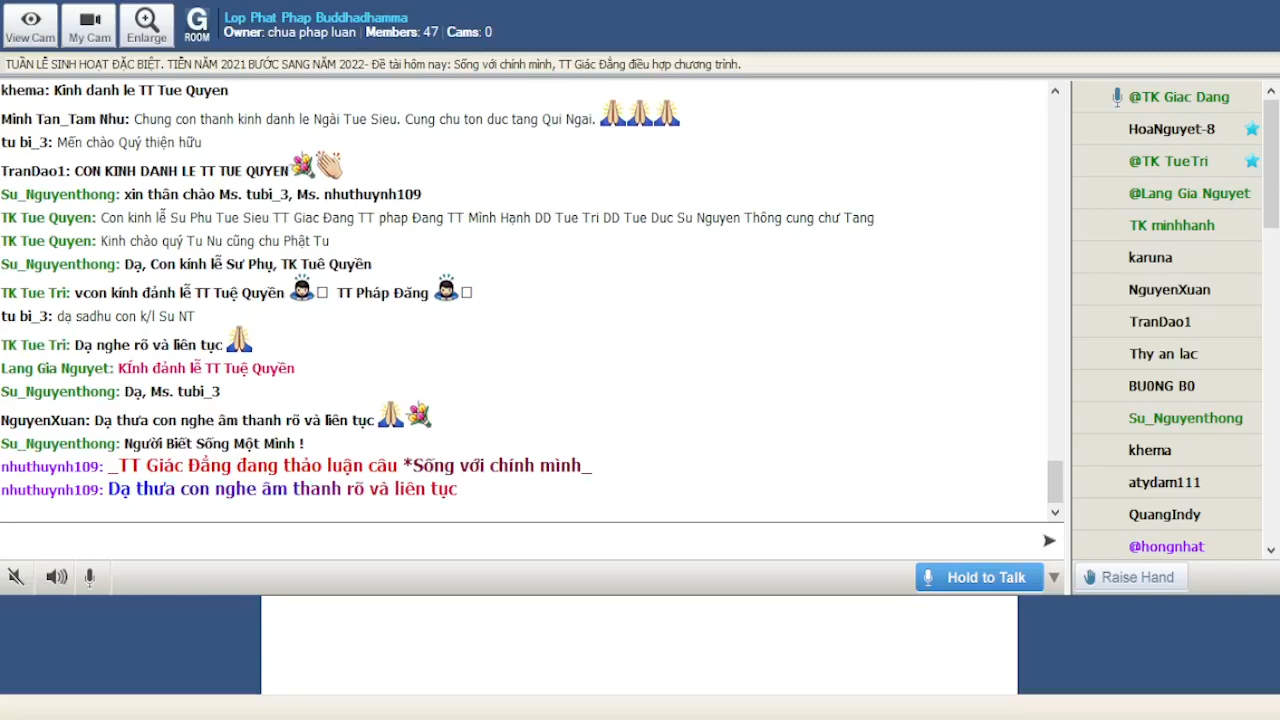 View Cam
My Cam
Enlarge
G
ROOM
Lop Phat Phap Buddhadhamma
Owner: chua phap luan Members: 47 Cams: 0
TUẦN LỄ SINH HOẠT ĐẶC BIỆT. TIỄN NĂM 2021 BƯỚC SANG NĂM 2022- Đề tài hôm nay: Sống với chính mình, TT Giác Đẳng điều hợp chương trình.
khema: Kinh danh le TT Tue Quyen
Minh Tan_Tam Nhu: Chung con thanh kinh danh le Ngài Tue Sieu. Cung chu ton duc tang Qui Ngai. 🙏🙏🙏
tu bi_3: Mến chào Quý thiện hữu
TranDao1: CON KINH DANH LE TT TUE QUYEN💐👏
Su_Nguyenthong: xin thân chào Ms. tubi_3, Ms. nhuthuynh109
TK Tue Quyen: Con kinh lễ Su Phu Tue Sieu TT Giac Đang TT phap Đang TT Mình Hạnh DD Tue Tri DD Tue Duc Su Nguyen Thông cung chư Tang
TK Tue Quyen: Kinh chào quý Tu Nu cũng chu Phật Tu
Su_Nguyenthong: Dạ, Con kính lễ Sư Phụ, TK Tuê Quyền
TK Tue Tri: vcon kính đảnh lễ TT Tuệ Quyền 🙇□ TT Pháp Đăng 🙇□
tu bi_3: dạ sadhu con k/l Su NT
TK Tue Tri: Dạ nghe rõ và liên tục 🙏
Lang Gia Nguyet: KÍnh đảnh lễ TT Tuệ Quyền
Su_Nguyenthong: Dạ, Ms. tubi_3
NguyenXuan: Dạ thưa con nghe âm thanh rõ và liên tục 🙏💐
Su_Nguyenthong: Người Biết Sống Một Mình !
nhuthuynh109: _TT Giác Đẳng đang thảo luận câu *Sống với chính mình_
nhuthuynh109: Dạ thưa con nghe âm thanh rõ và liên tục
Hold to Talk
@TK Giac Dang
HoaNguyet-8
@TK TueTri
@Lang Gia Nguyet
TK minhhanh
karuna
NguyenXuan
TranDao1
Thy an lac
BU0NG B0
Su_Nguyenthong
khema
atydam111
QuangIndy
@hongnhat
Raise Hand